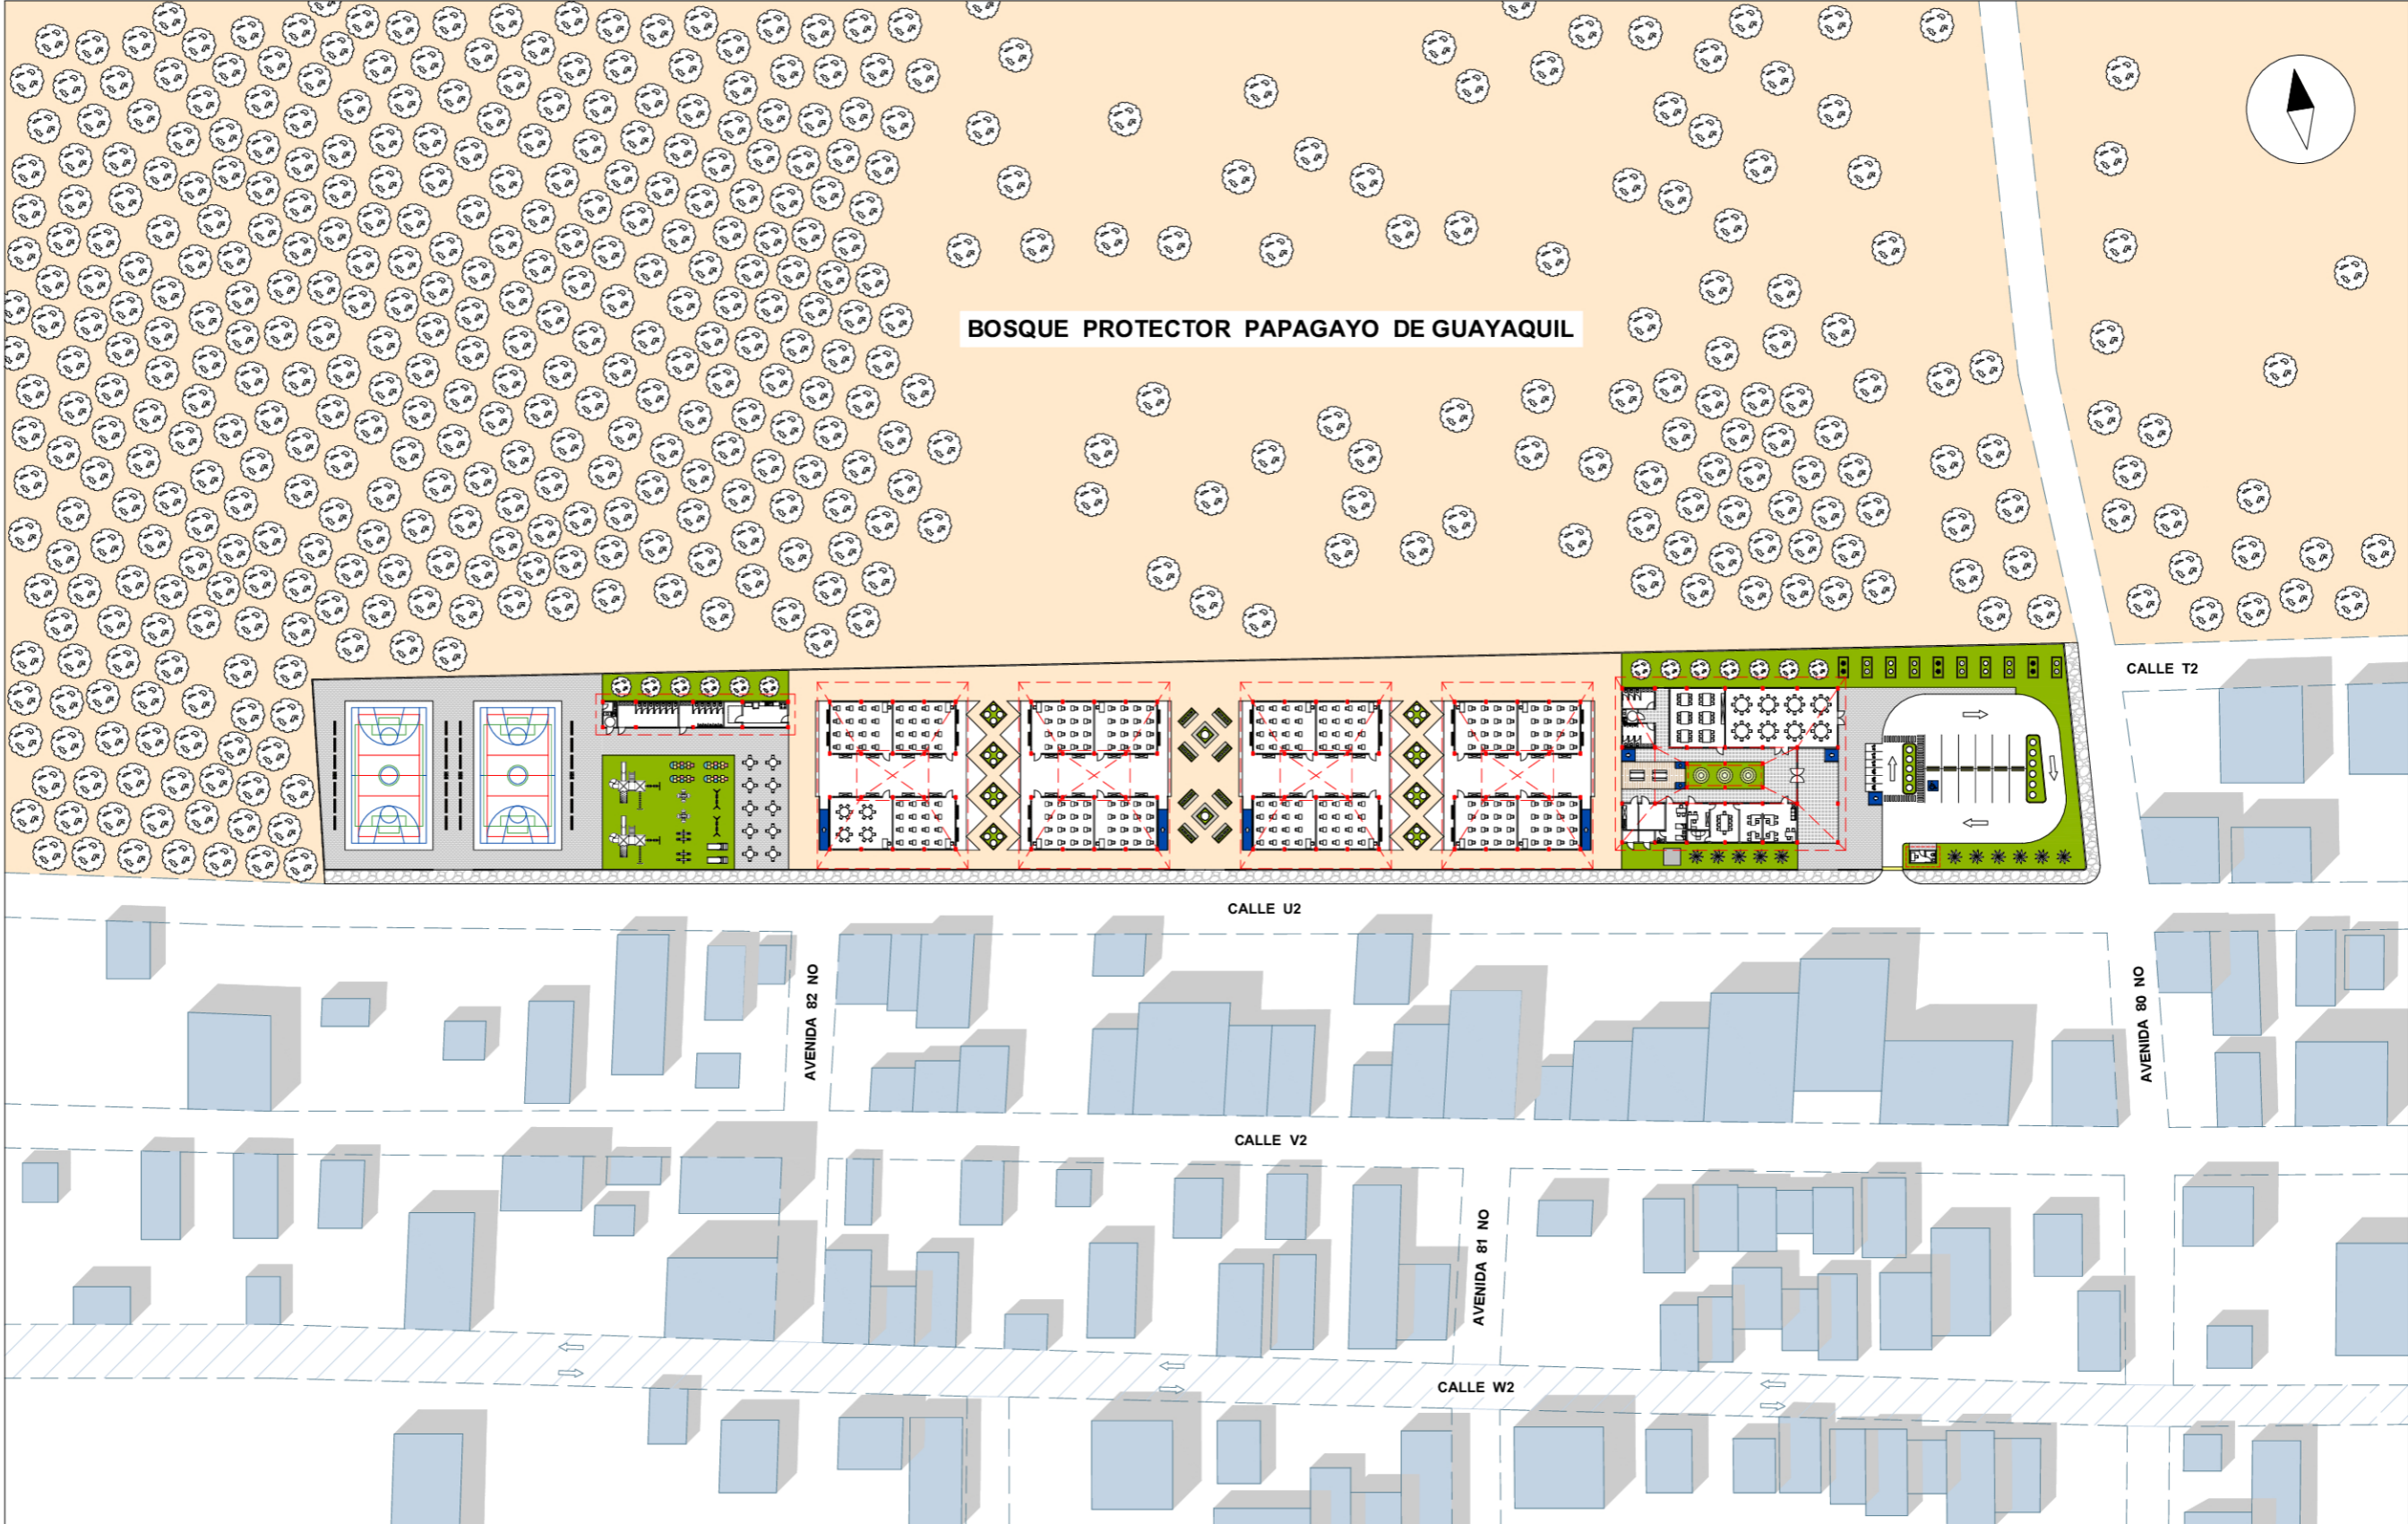 BOSQUE PROTECTOR PAPAGAYO DE GUAYAQUIL
CALLE T2
CALLE U2
AVENIDA 82 NO
AVENIDA 80 NO
CALLE V2
AVENIDA 81 NO
CALLE W2